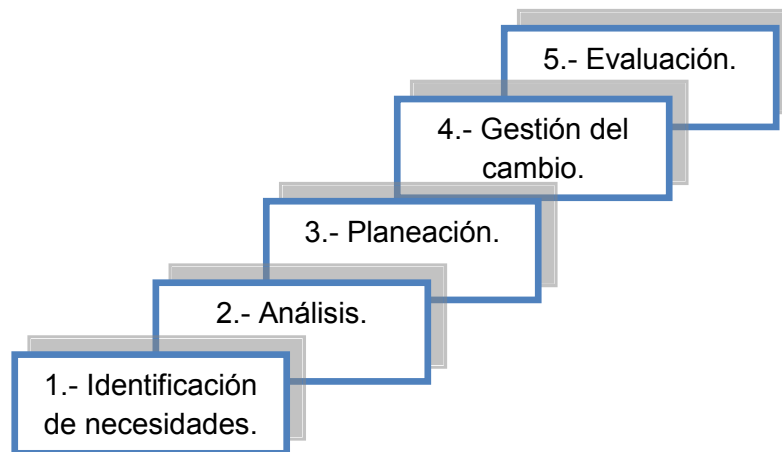 5.- Evaluación.
4.- Gestión del
cambio.
3.- Planeación.
2.- Análisis.
1.- Identificación
de necesidades.